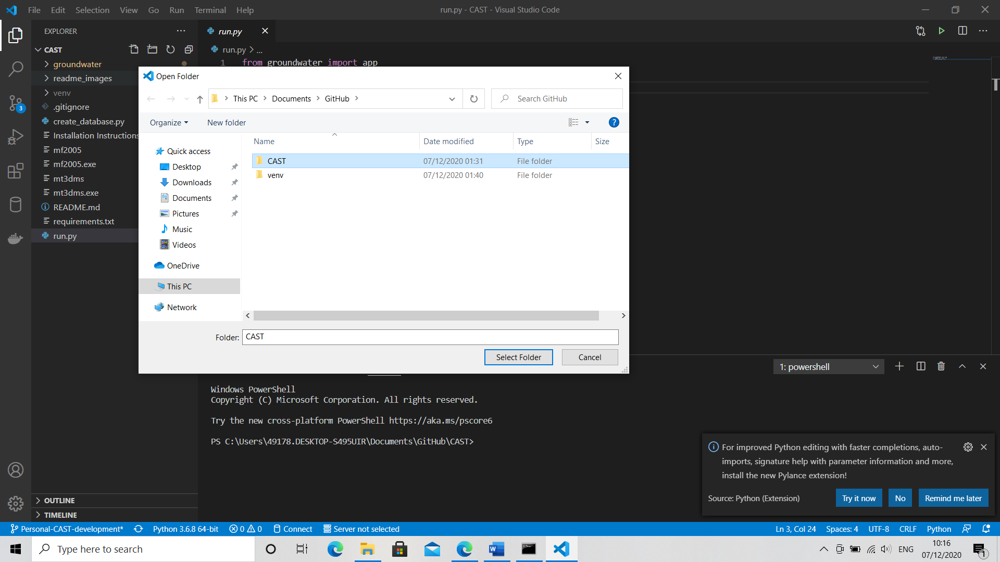 File Edit Selection View Go Run Terminal Help
run.py - CAST - Visual Studio Code
EXPLORER
run.py
CAST
run.py > ...
groundwater
1 from groundwater import app
readme_images
venv
.gitignore
create_database.py
Installation Instructions
mf2005
mf2005.exe
mt3dms
mt3dms.exe
README.md
requirements.txt
run.py
3
OUTLINE
TIMELINE
Open Folder
This PC > Documents > GitHub >
Search GitHub
Organize
New folder
?
Name Date modified Type Size
CAST 07/12/2020 01:31 File folder
venv 07/12/2020 01:40 File folder
Quick access
Desktop
Downloads
Documents
Pictures
Music
Videos
OneDrive
This PC
Network
Folder: CAST
Select Folder
Cancel
1: powershell
Windows PowerShell
Copyright (C) Microsoft Corporation. All rights reserved.
Try the new cross-platform PowerShell https://aka.ms/pscore6
PS C:\Users\49178.DESKTOP-S495UIR\Documents\GitHub\CAST>
For improved Python editing with faster completions, auto-
imports, signature help with parameter information and more,
install the new Pylance extension!
Source: Python (Extension)
Try it now
No
Remind me later
Personal-CAST-development* Python 3.6.8 64-bit 0 0 Connect Server not selected
Ln 3, Col 24 Spaces: 4 UTF-8 CRLF Python
Type here to search
ENG
10:16
07/12/2020
1